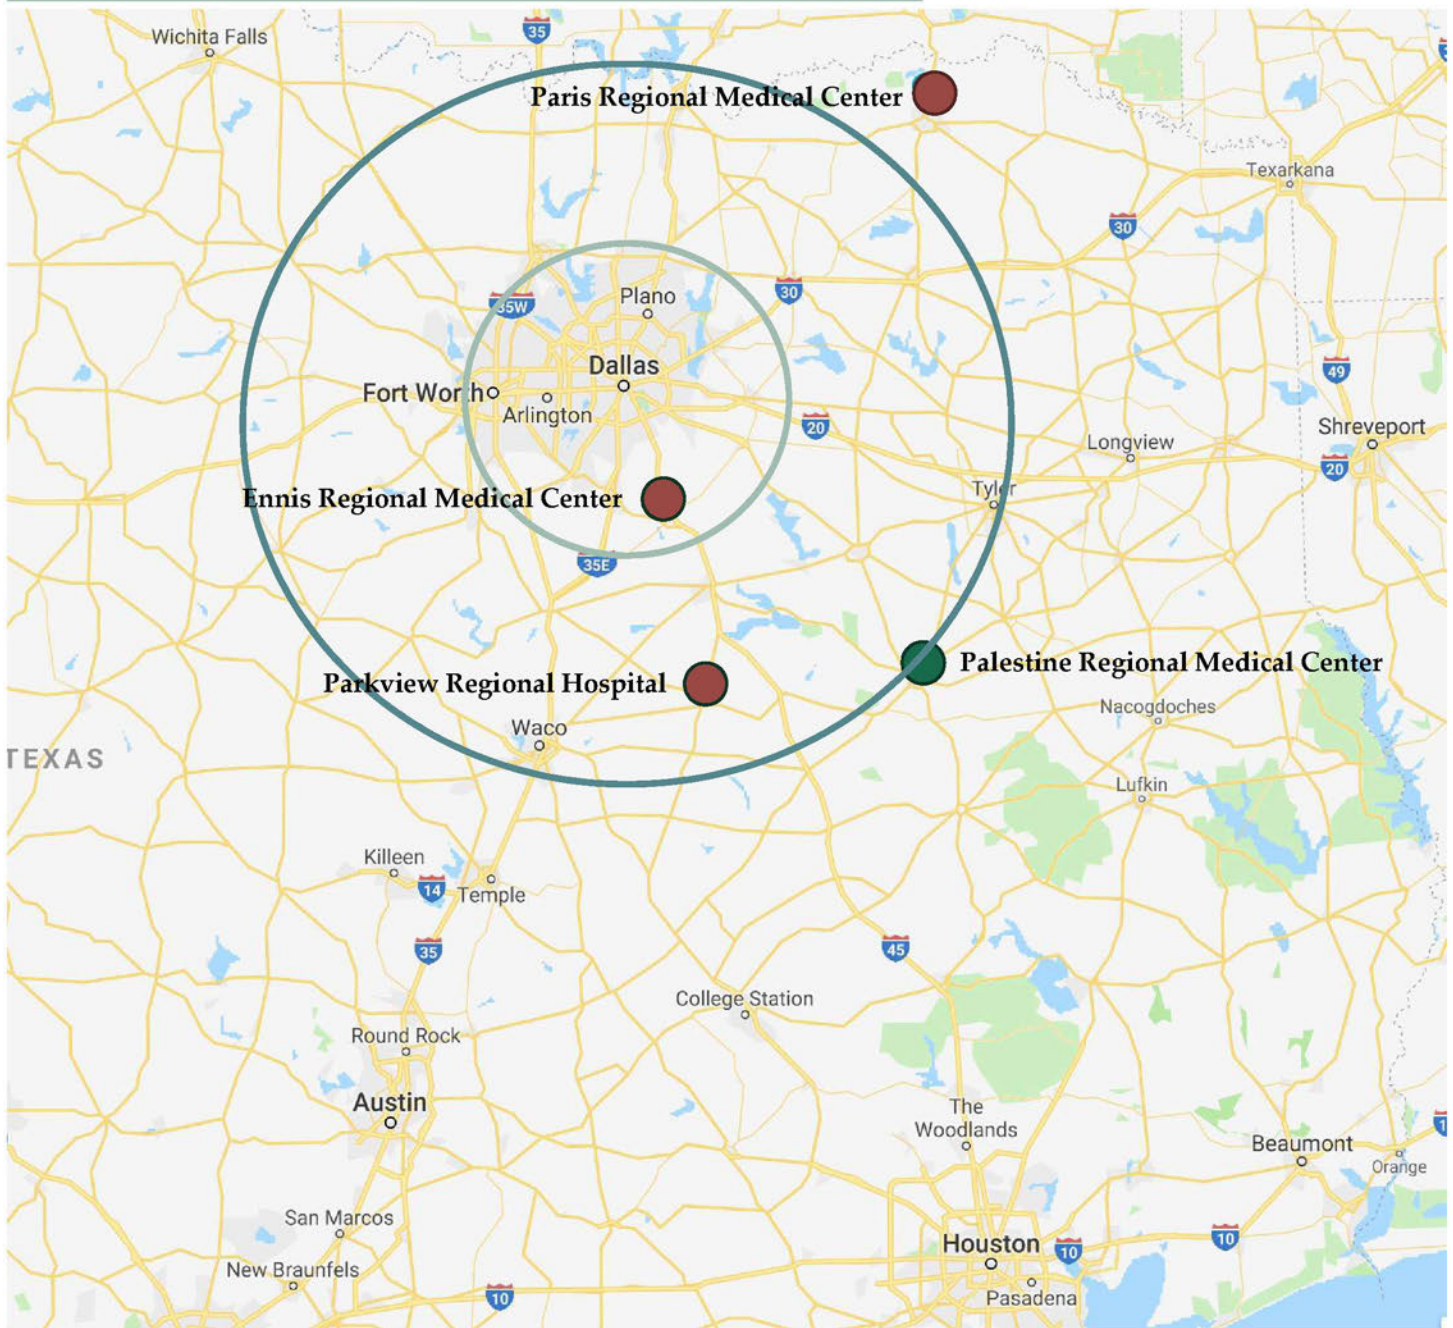 Wichita Falls
35
Paris Regional Medical Center
Texarkana
30
Plano
35W
30
Dallas
Fort Worth
Arlington
49
20
Shreveport
Longview
20
Tyler
Ennis Regional Medical Center
35E
Palestine Regional Medical Center
Parkview Regional Hospital
Nacogdoches
Waco
TEXAS
Lufkin
Killeen
14
Temple
35
45
College Station
Round Rock
Austin
The
Woodlands
Beaumont
Orange
San Marcos
Houston
10
10
New Braunfels
Pasadena
10